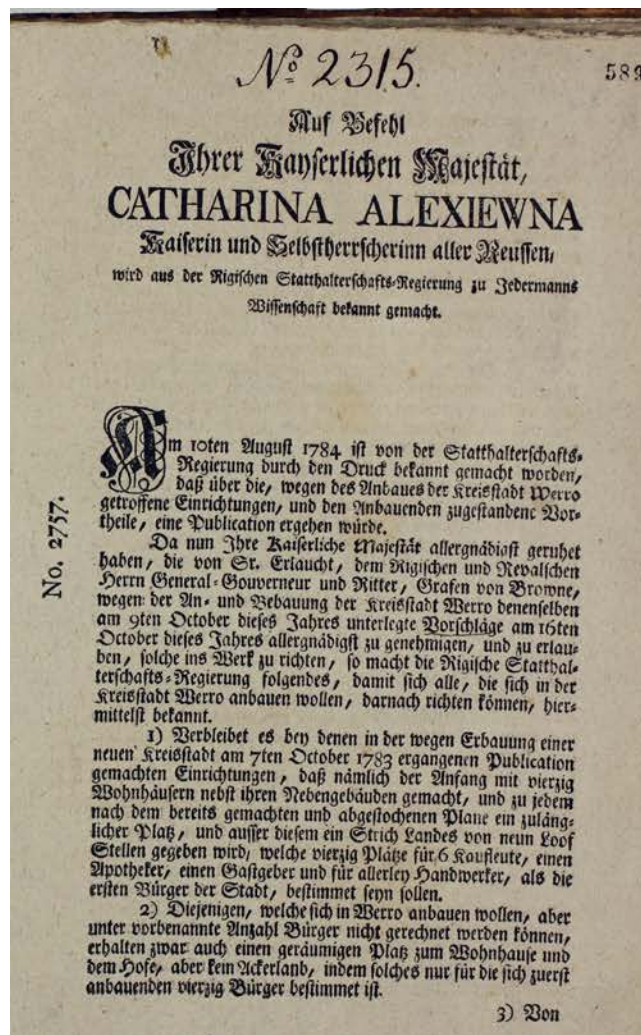 No 2315.
589
Auf Befehl
Ihrer Kayserlichen Majestät,
CATHARINA ALEXIEWNA
Kaiserin und Selbstherrscherinn aller Reussen,
wird aus der Rigischen Statthalterschafts-Regierung zu Jedermanns
Wissenschaft bekannt gemacht.
Am 10ten August 1784 ist von der Statthalterschafts-
Regierung durch den Druck bekannt gemacht worden,
daß über die, wegen des Anbaues der Kreisstadt Werro
getroffene Einrichtungen, und den Anbauenden zugestandene Vor-
theile, eine Publication ergehen würde.
Da nun Ihre Kaiserliche Majestät allergnädigst geruhet
haben, die von Sr. Erlaucht, dem Rigischen und Revalschen
Herrn General-Gouverneur und Ritter, Grafen von Browne,
wegen der An- und Bebauung der Kreisstadt Werro denenselben
am 9ten October dieses Jahres unterlegte Vorschläge am 16ten
October dieses Jahres allergnädigst zu genehmigen, und zu erlau-
ben, solche ins Werk zu richten, so macht die Rigische Statthal-
terschafts-Regierung folgendes, damit sich alle, die sich in der
Kreisstadt Werro anbauen wollen, darnach richten können, hier-
mittelst bekannt.
1) Verbleibet es bey denen in der wegen Erbauung einer
neuen Kreisstadt am 7ten October 1783 ergangenen Publication
gemachten Einrichtungen, daß nämlich der Anfang mit vierzig
Wohnhäusern nebst ihren Nebengebäuden gemacht, und zu jedem
nach dem bereits gemachten und abgestochenen Plane ein zuläng-
licher Platz, und ausser diesem ein Strich Landes von neun Loof
Stellen gegeben wird, welche vierzig Plätze für 6 Kaufleute, einen
Apotheker, einen Gastgeber und für allerley Handwerker, als die
ersten Bürger der Stadt, bestimmet seyn sollen.
2) Diejenigen, welche sich in Werro anbauen wollen, aber
unter vorbenannte Anzahl Bürger nicht gerechnet werden können,
erhalten zwar auch einen geräumigen Platz zum Wohnhause und
dem Hofe, aber kein Ackerland, indem solches nur für die sich zuerst
anbauenden vierzig Bürger bestimmet ist.
3) Von
No. 2757.